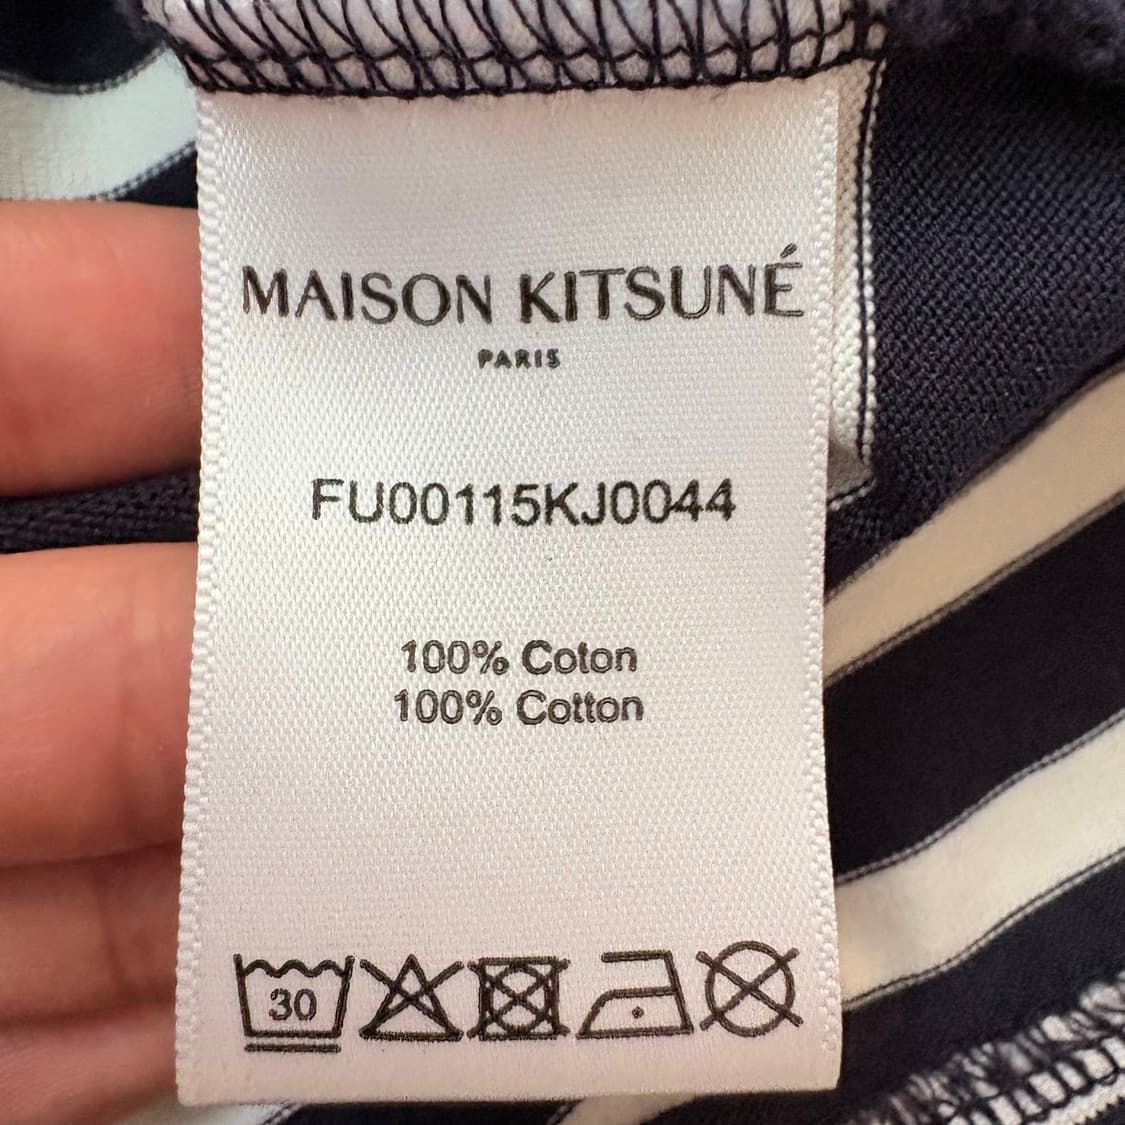 MAISON KITSUNÉ
PARIS
FU00115KJ0044
100% Coton
100% Cotton
30